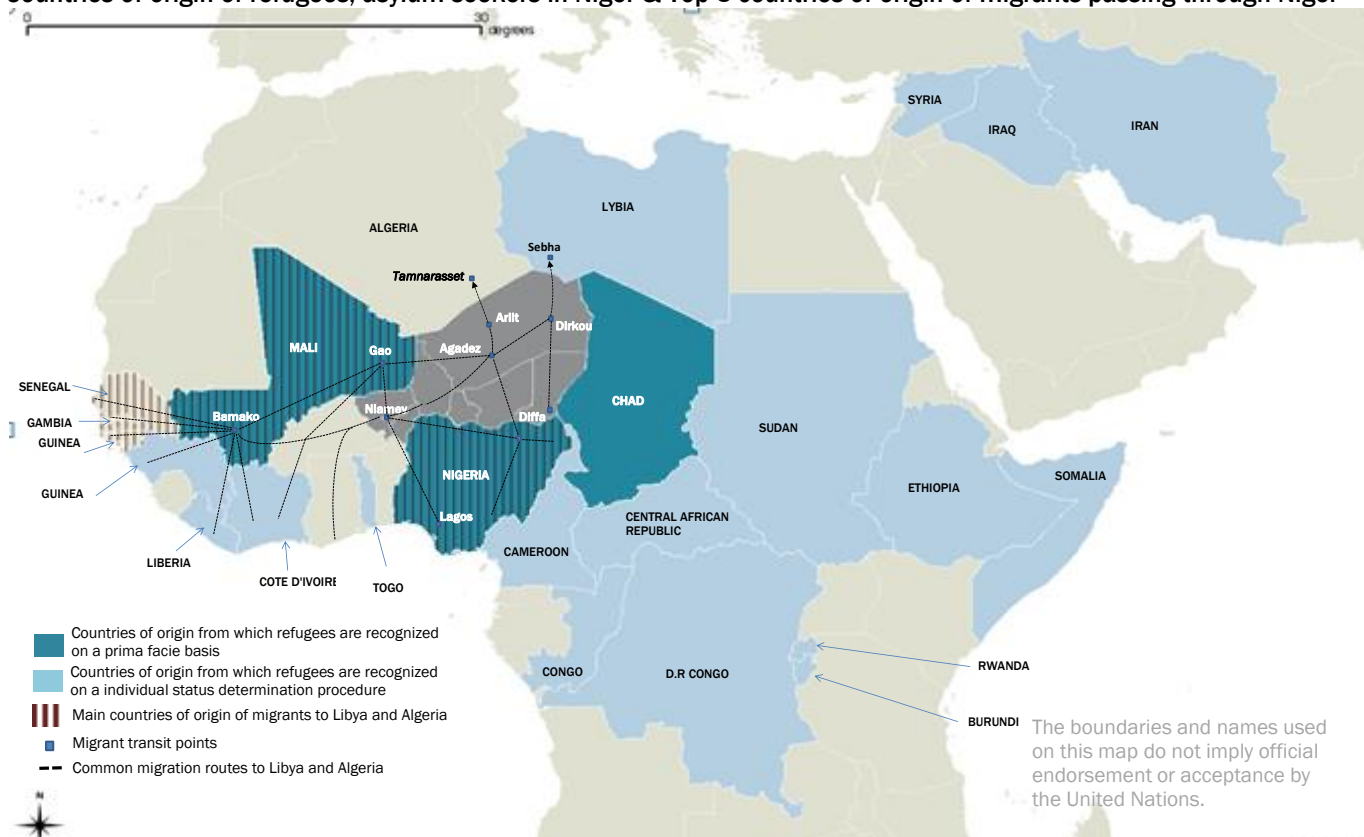 0
30
degrees
SYRIA
IRAQ
IRAN
LYBIA
ALGERIA
Sebha
Tamnarasset
Arlit
Dirkou
MALI
Gao
Agadez
SENEGAL
CHAD
Niamey
Diffa
Bamako
GAMBIA
SUDAN
GUINEA
NIGERIA
SOMALIA
ETHIOPIA
GUINEA
Lagos
CENTRAL AFRICAN
REPUBLIC
CAMEROON
LIBERIA
COTE D'IVOIRE
TOGO
Countries of origin from which refugees are recognized
on a prima facie basis
Countries of origin from which refugees are recognized
on a individual status determination procedure
Main countries of origin of migrants to Libya and Algeria
Migrant transit points
Common migration routes to Libya and Algeria
CONGO
D.R CONGO
RWANDA
BURUNDI
The boundaries and names used
on this map do not imply official
endorsement or acceptance by
the United Nations.
N